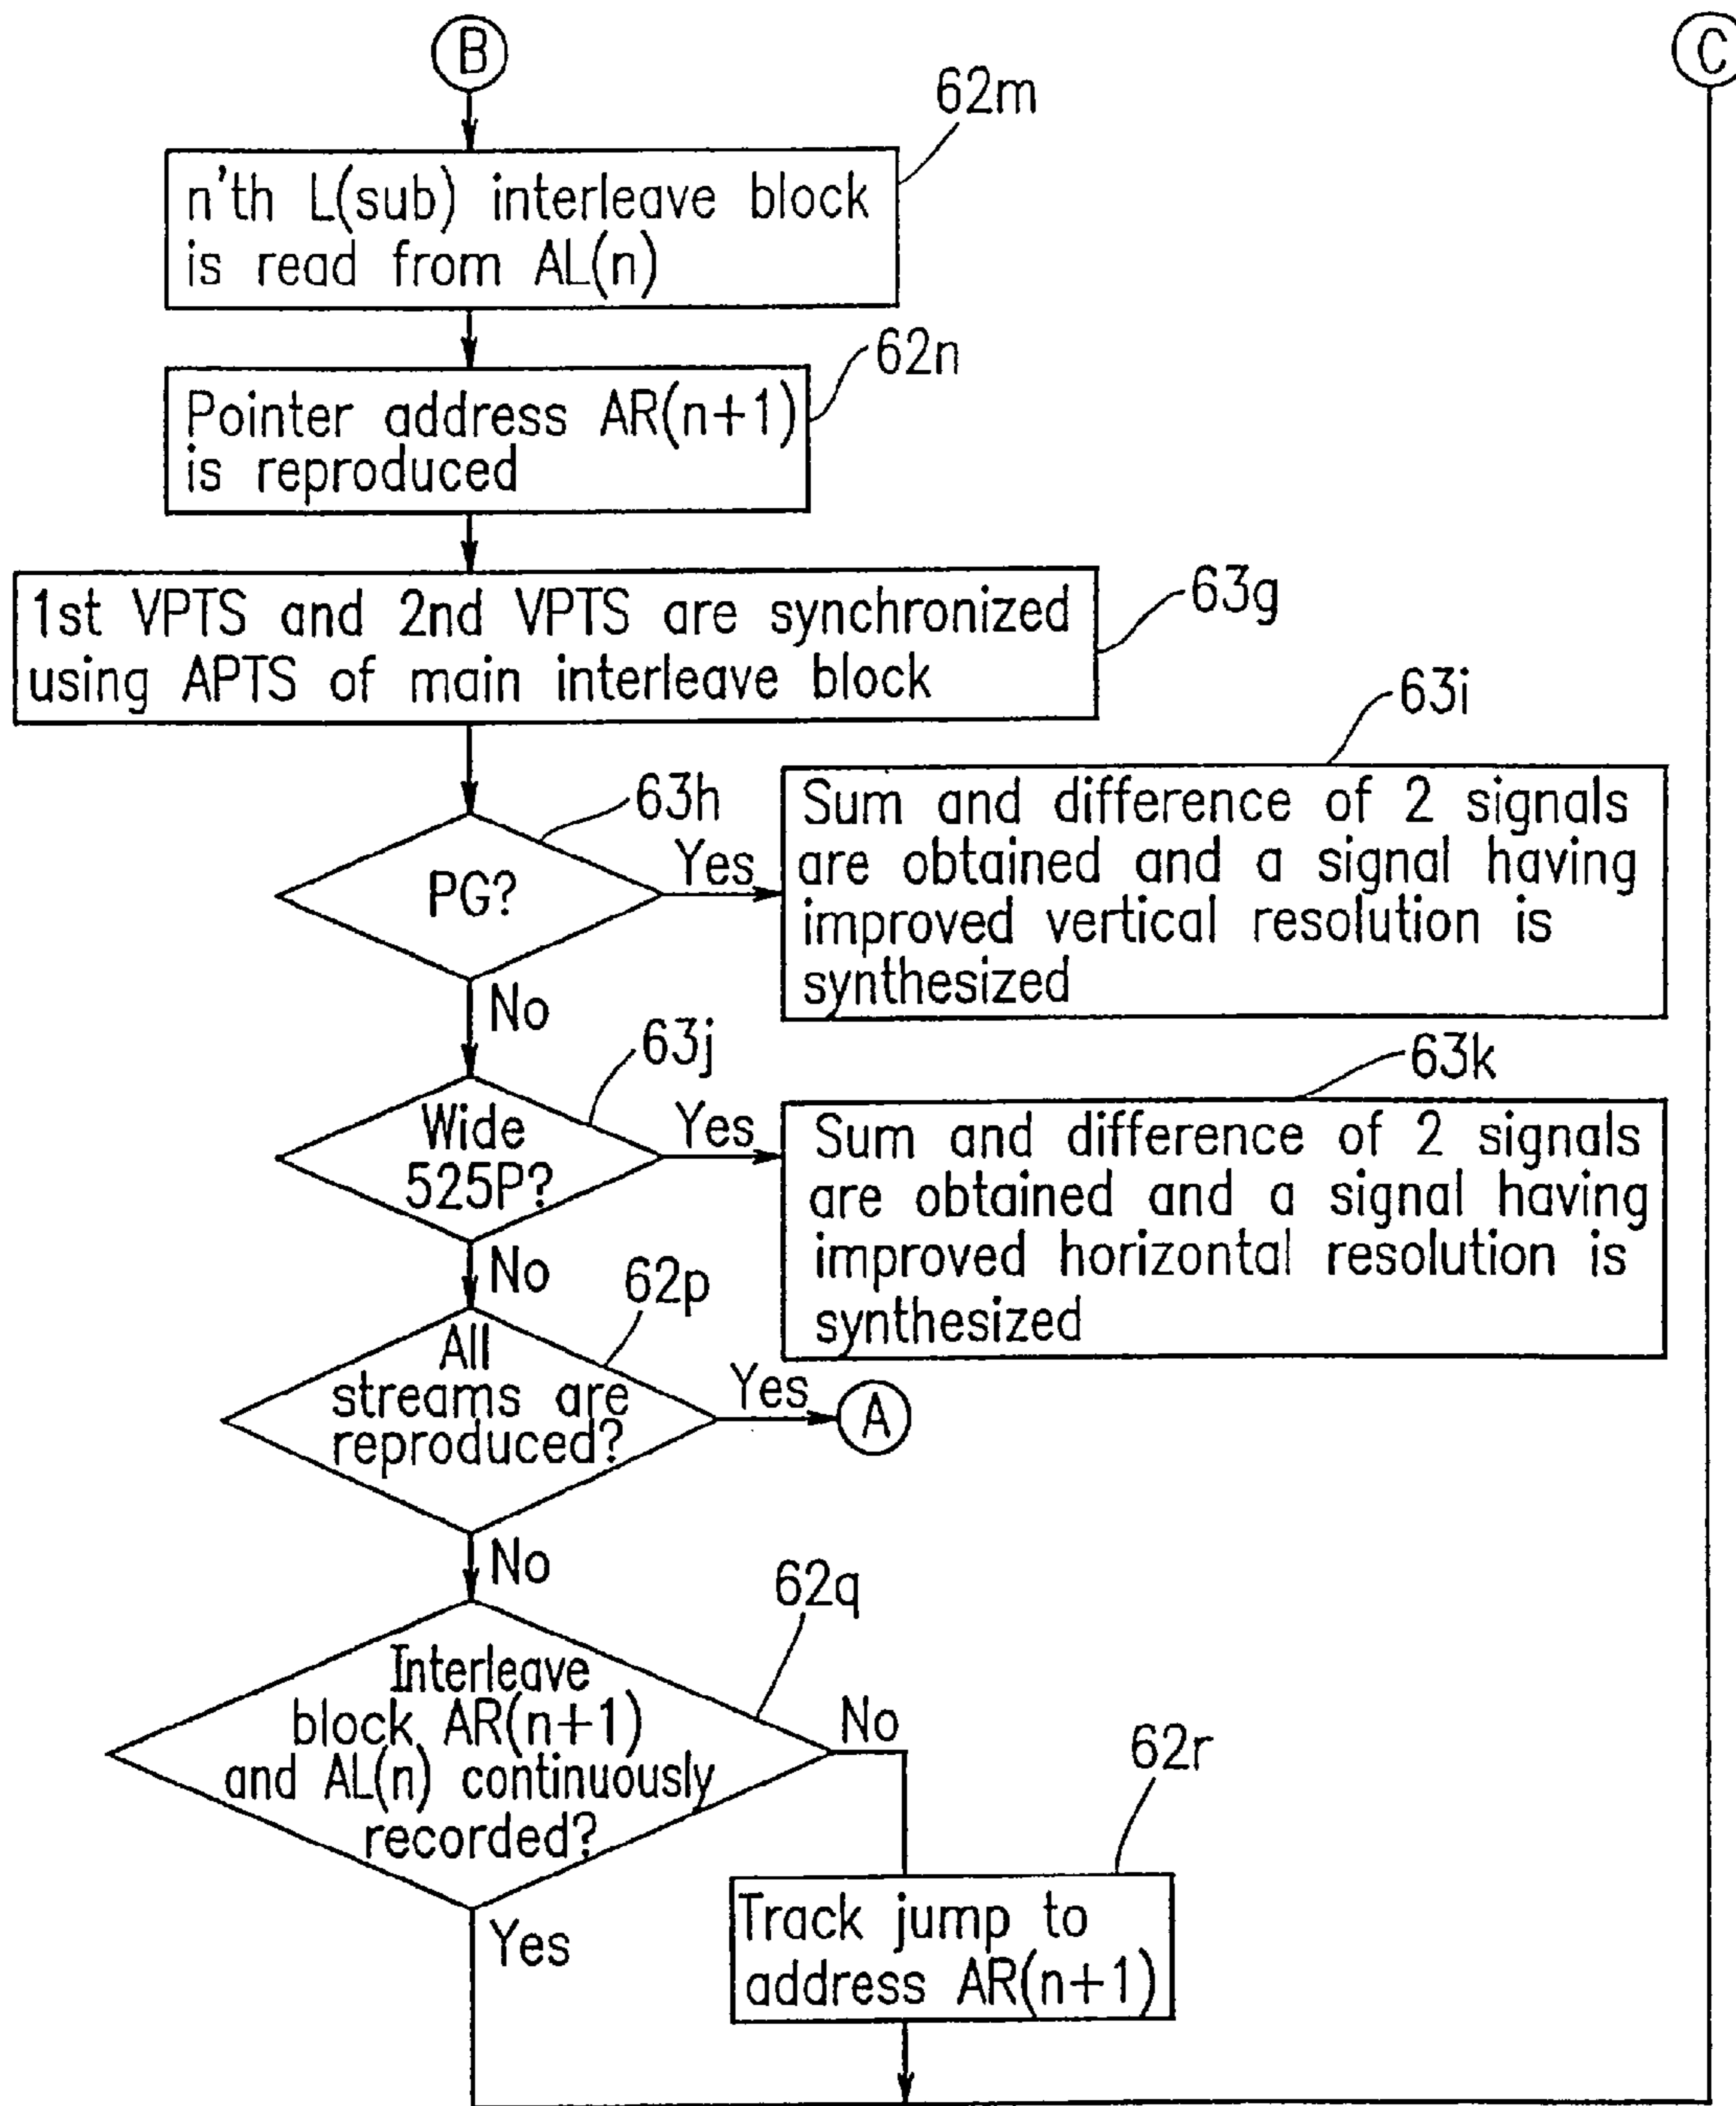 B
C
62m
n'th L(sub) interleave block
is read from AL(n)
62n
Pointer address AR(n+1)
is reproduced
63g
1st VPTS and 2nd VPTS are synchronized
using APTS of main interleave block
63i
63h
PG?
Yes
Sum and difference of 2 signals
are obtained and a signal having
improved vertical resolution is
synthesized
No
63j
63k
Wide
525P?
Yes
Sum and difference of 2 signals
are obtained and a signal having
improved horizontal resolution is
synthesized
No
62p
All
streams are
reproduced?
Yes
A
No
62q
Interleave
block AR(n+1)
and AL(n) continuously
recorded?
No
62r
Track jump to
address AR(n+1)
Yes